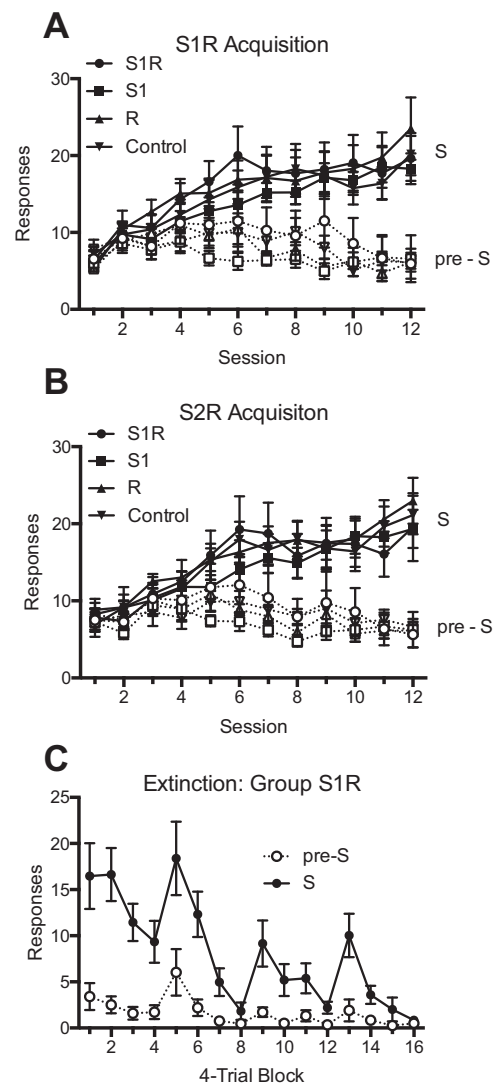 A
S1R Acquisition
30
20
10
0
Responses
S1R
S1
R
Control
S
pre - S
2 4 6 8 10 12
Session
B
S2R Acquisiton
30
20
10
0
Responses
S1R
S1
R
Control
S
pre - S
2 4 6 8 10 12
Session
C
Extinction: Group S1R
25
20
15
10
5
0
Responses
pre-S
S
2 4 6 8 10 12 14 16
4-Trial Block